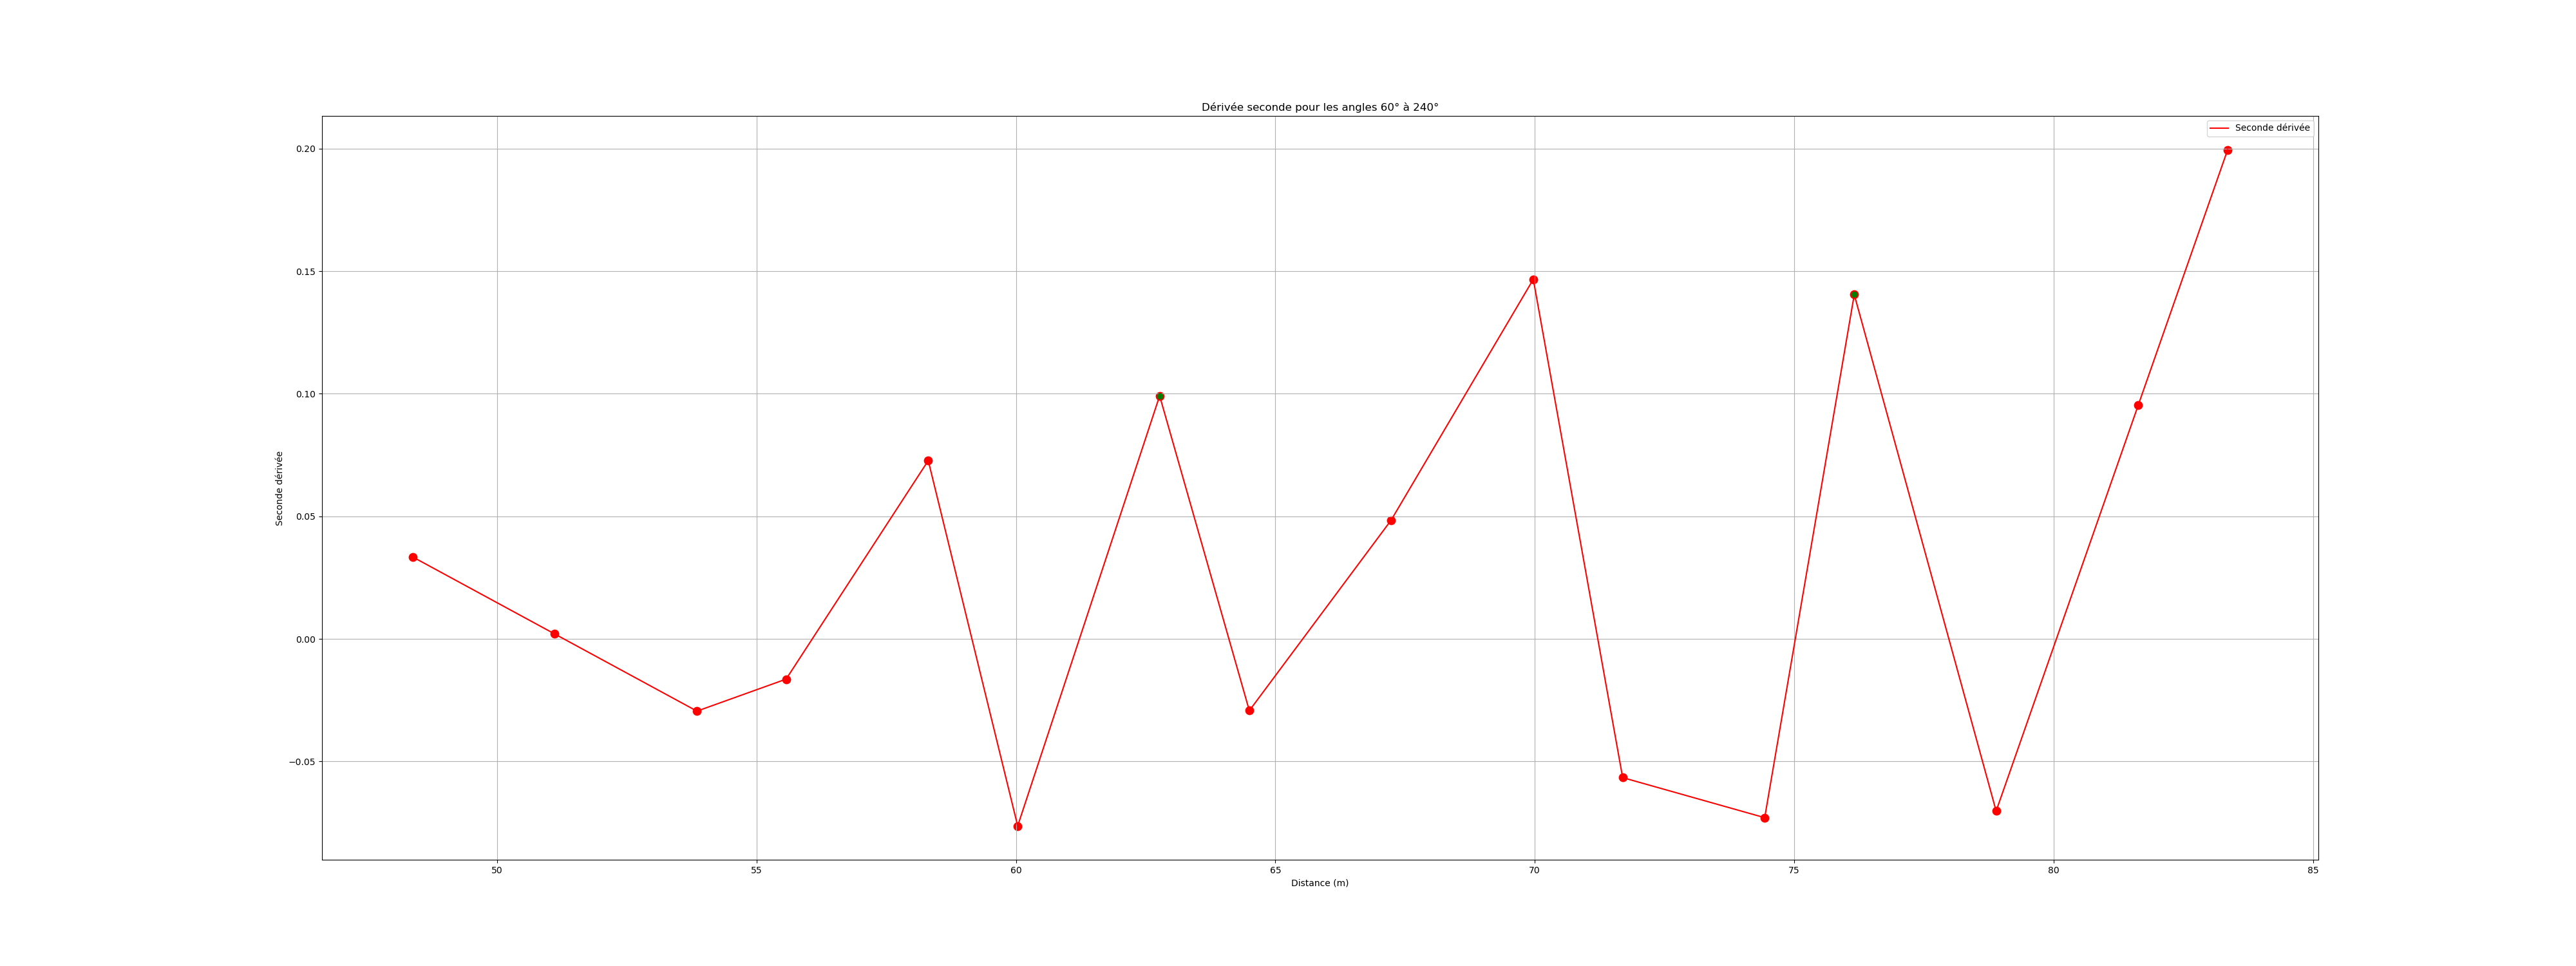 Dérivée seconde pour les angles 60° à 240°
Seconde dérivée
0.20
0.15
0.10
0.05
0.00
−0.05
Seconde dérivée
50 55 60 65 70 75 80 85
Distance (m)